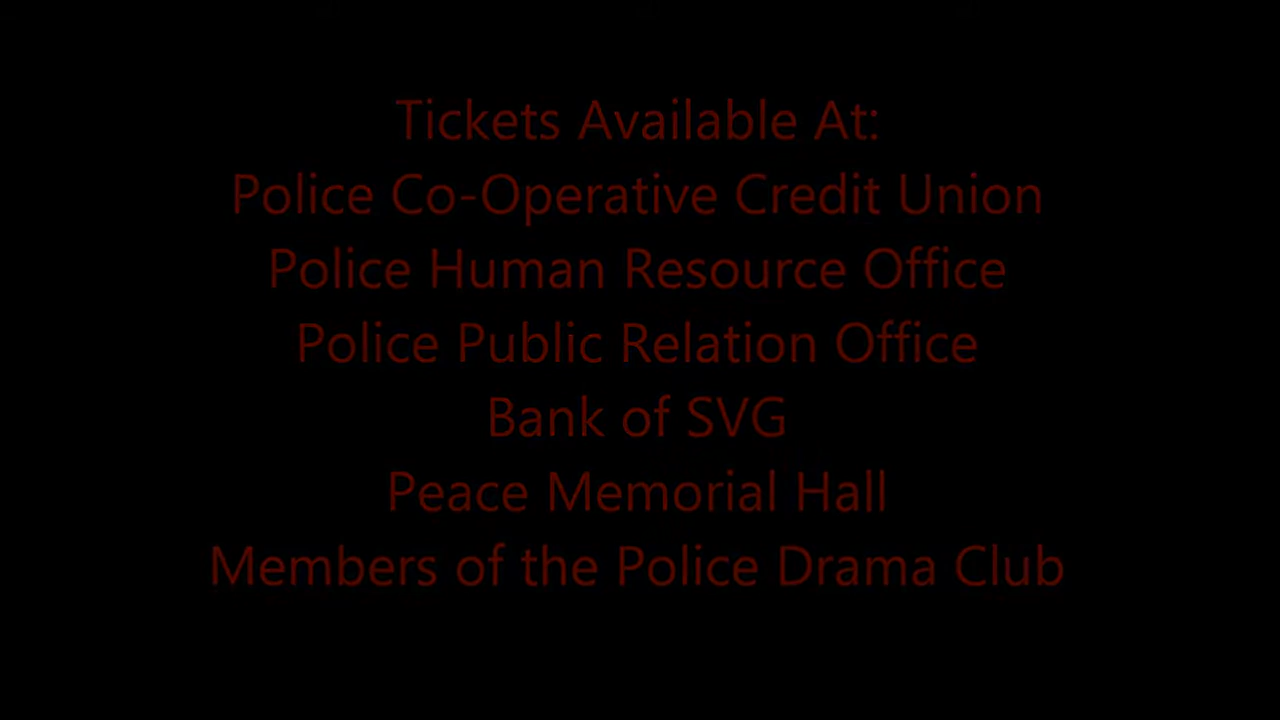 Tickets Available At:
Police Co-Operative Credit Union
Police Human Resource Office
Police Public Relation Office
Bank of SVG
Peace Memorial Hall
Members of the Police Drama Club